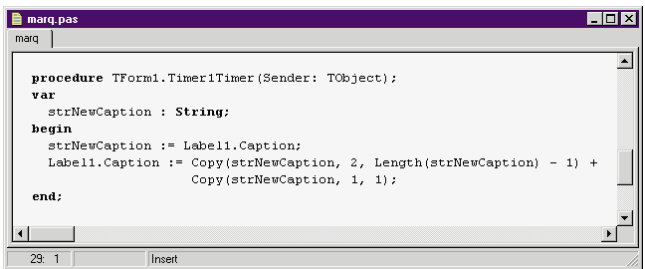 marq.pas
marq
procedure TForm1.Timer1Timer(Sender: TObject);
var
strNewCaption : String;
begin
strNewCaption := Label1.Caption;
Label1.Caption := Copy(strNewCaption, 2, Length(strNewCaption) - 1) +
Copy(strNewCaption, 1, 1);
end;
29: 1 Insert